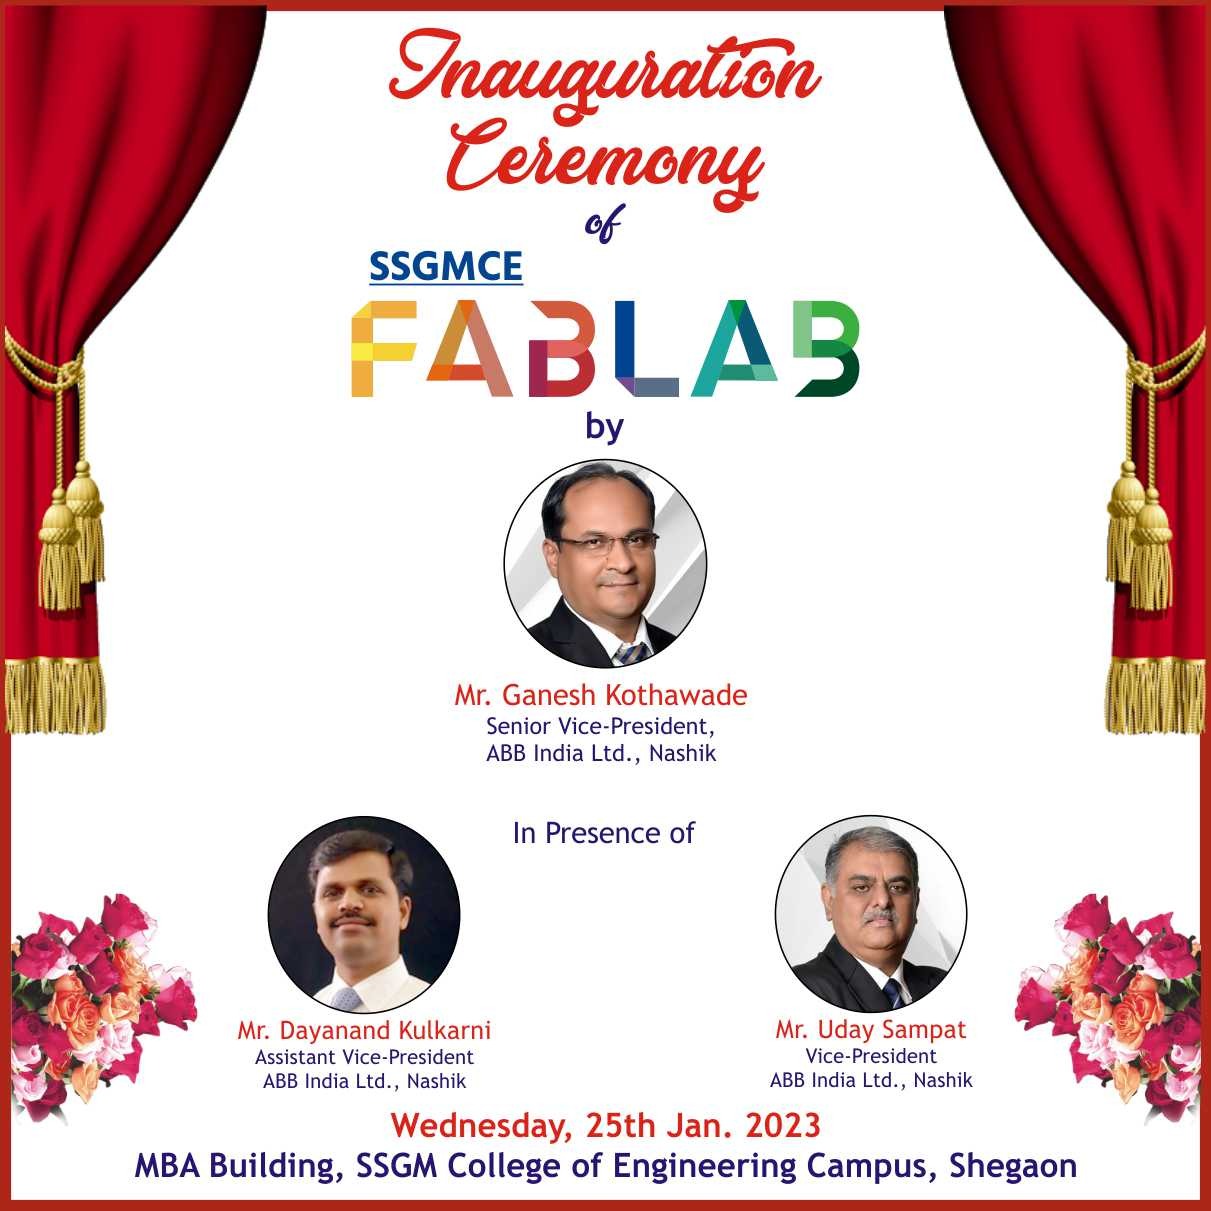 Inauguration
Ceremony
of
SSGMCE
FABLAB
by
Mr. Ganesh Kothawade
Senior Vice-President,
ABB India Ltd., Nashik
In Presence of
Mr. Dayanand Kulkarni
Assistant Vice-President
ABB India Ltd., Nashik
Mr. Uday Sampat
Vice-President
ABB India Ltd., Nashik
Wednesday, 25th Jan. 2023
MBA Building, SSGM College of Engineering Campus, Shegaon